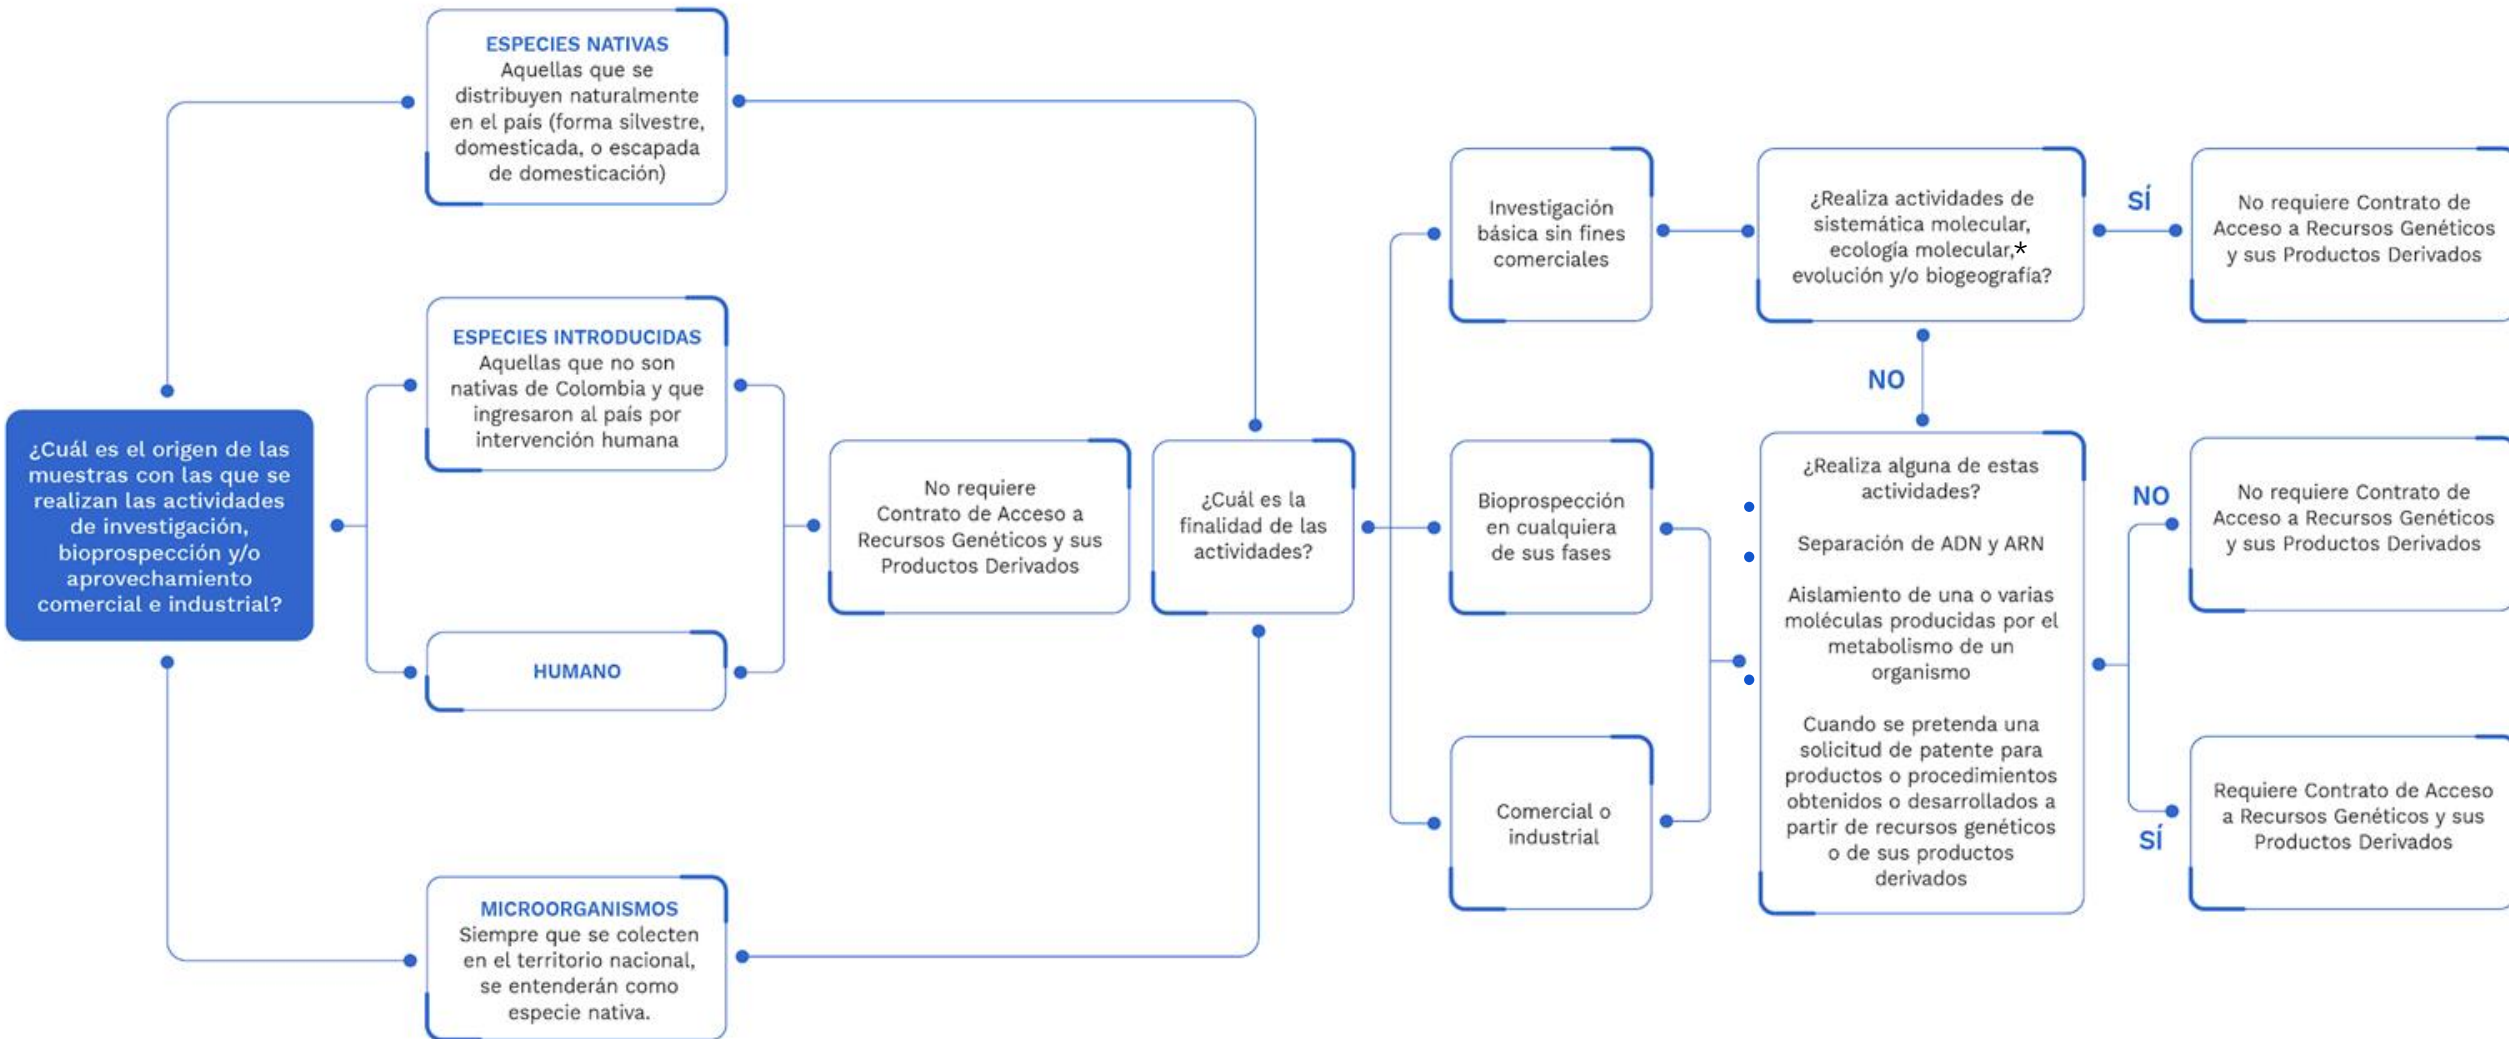 ¿Cuál es el origen de las
muestras con las que se
realizan las actividades
de investigación,
bioprospección y/o
aprovechamiento
comercial e industrial?
ESPECIES NATIVAS
Aquellas que se
distribuyen naturalmente
en el país (forma silvestre,
domesticada, o escapada
de domesticación)
ESPECIES INTRODUCIDAS
Aquellas que no son
nativas de Colombia y que
ingresaron al país por
intervención humana
HUMANO
MICROORGANISMOS
Siempre que se colecten
en el territorio nacional,
se entenderán como
especie nativa.
No requiere
Contrato de Acceso a
Recursos Genéticos y sus
Productos Derivados
¿Cuál es la
finalidad de las
actividades?
Investigación
básica sin fines
comerciales
Bioprospección
en cualquiera
de sus fases
Comercial o
industrial
¿Realiza actividades de
sistemática molecular,
ecología molecular,*
evolución y/o biogeografía?
SÍ
No requiere Contrato de
Acceso a Recursos Genéticos
y sus Productos Derivados
NO
¿Realiza alguna de estas
actividades?
Separación de ADN y ARN
Aislamiento de una o varias
moléculas producidas por el
metabolismo de un
organismo
Cuando se pretenda una
solicitud de patente para
productos o procedimientos
obtenidos o desarrollados a
partir de recursos genéticos
o de sus productos
derivados
NO
No requiere Contrato de
Acceso a Recursos Genéticos
y sus Productos Derivados
SÍ
Requiere Contrato de Acceso
a Recursos Genéticos y sus
Productos Derivados